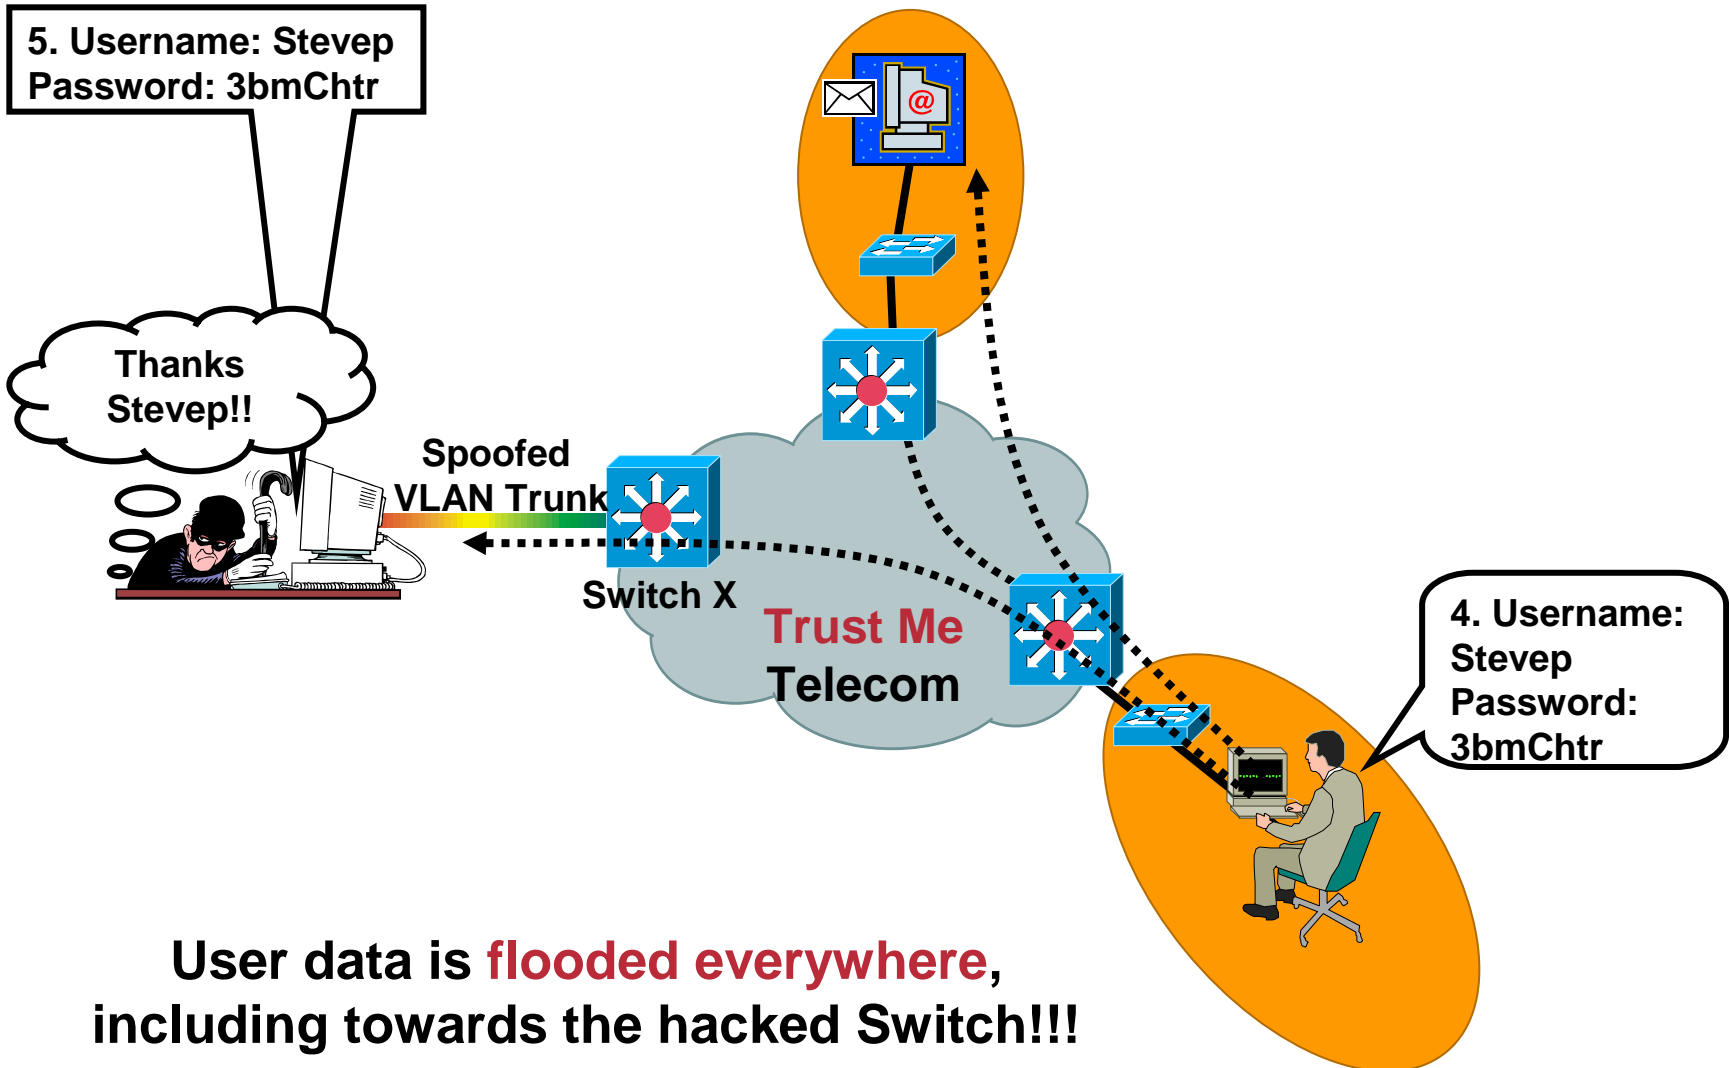 5. Username: Stevep
Password: 3bmChtr
@
Thanks
Stevep!!
Spoofed
VLAN Trunk
Switch X
Trust Me
Telecom
4. Username:
Stevep
Password:
3bmChtr
User data is flooded everywhere,
including towards the hacked Switch!!!